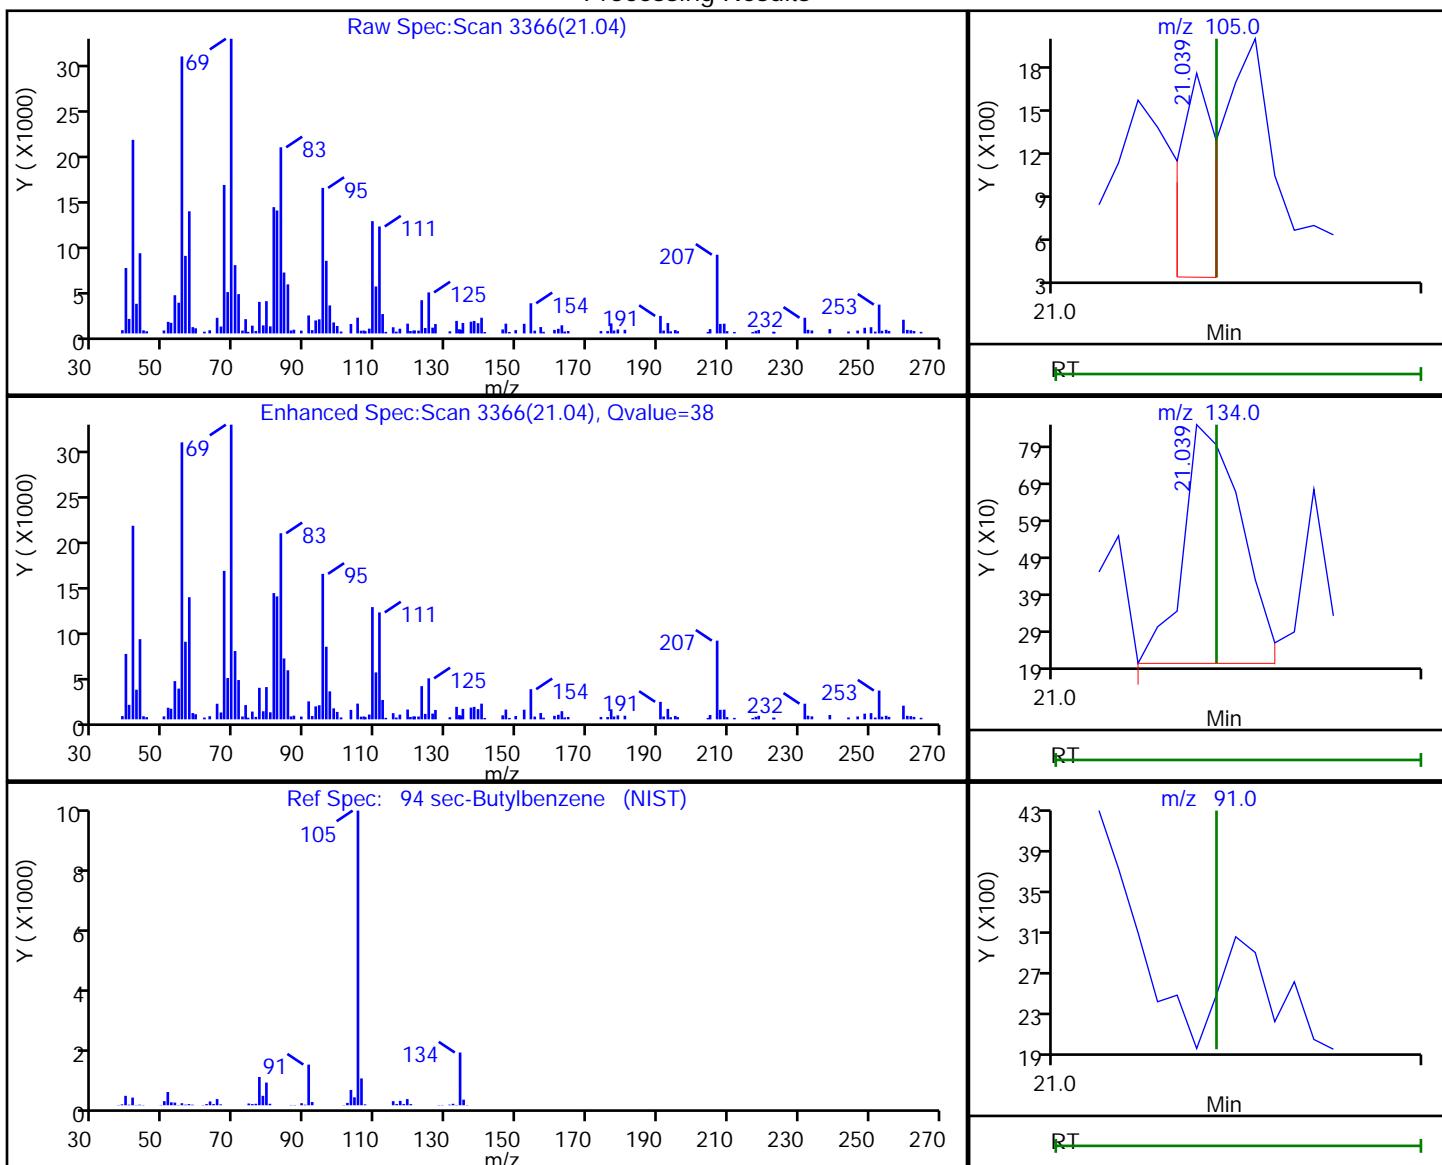 Processing Results
Raw Spec:Scan 3366(21.04)
Y ( X1000)
30
25
20
15
10
5
0
69
83
95
111
125
154
191
207
232
253
30 50 70 90 110 130 150 170 190 210 230 250 270
m/z
m/z 105.0
Y ( X100)
18
15
12
9
6
3
21.039
21.0
Min
RT
Enhanced Spec:Scan 3366(21.04), Qvalue=38
Y ( X1000)
30
25
20
15
10
5
0
69
83
95
111
125
154
191
207
232
253
30 50 70 90 110 130 150 170 190 210 230 250 270
m/z
m/z 134.0
Y ( X10)
79
69
59
49
39
29
19
21.039
21.0
Min
RT
Ref Spec: 94 sec-Butylbenzene (NIST)
Y ( X1000)
10
8
6
4
2
0
105
91
134
30 50 70 90 110 130 150 170 190 210 230 250 270
m/z
m/z 91.0
Y ( X100)
43
39
35
31
27
23
19
21.0
Min
RT